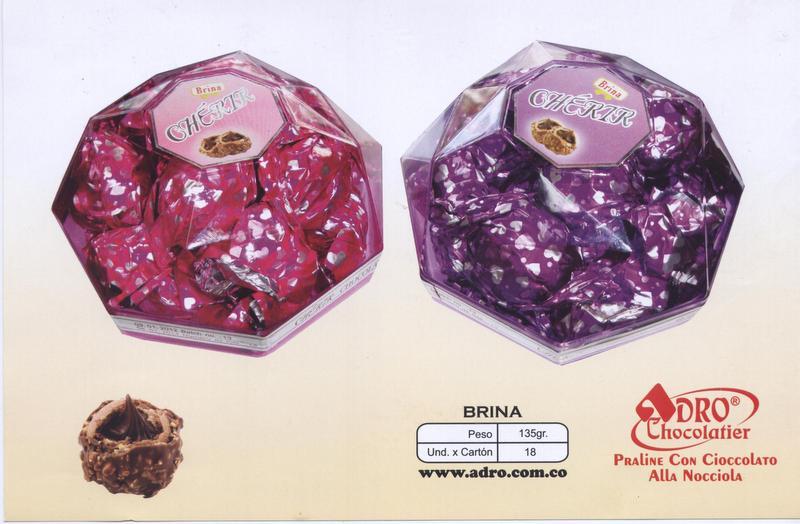 Brina
CHÉRIR
Brina
CHÉRIR
BRINA
Peso 135gr.
Und. x Cartón 18
www.adro.com.co
ADRO®
Chocolatier
PRALINE CON CIOCCOLATO
ALLA NOCCIOLA